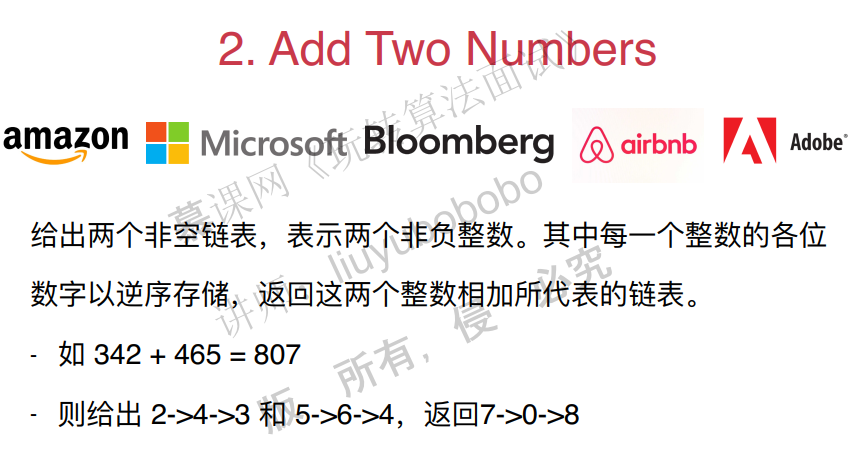 2. Add Two Numbers
amazon Microsoft Bloomberg airbnb Adobe
给出两个非空链表，表示两个非负整数。其中每一个整数的各位
数字以逆序存储，返回这两个整数相加所代表的链表。
- 如 342 + 465 = 807
- 则给出 2->4->3 和 5->6->4，返回7->0->8
慕课网《玩转算法面试》
讲师：liuyubobobo
版 所有，侵 必究